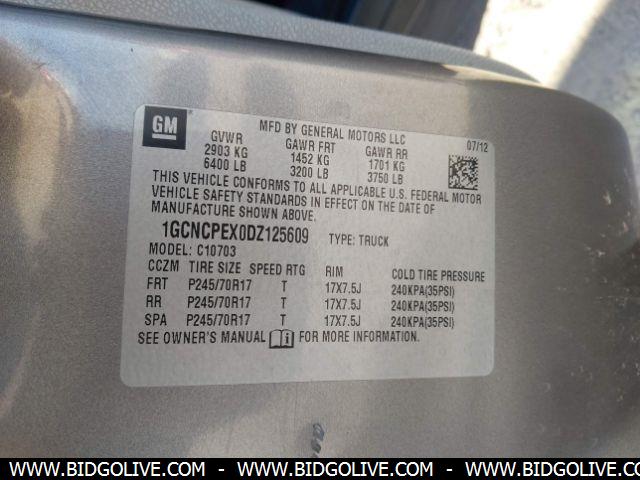 GM
MFD BY GENERAL MOTORS LLC 07/12
GVWR GAWR FRT GAWR RR
2903 KG 1452 KG 1701 KG
6400 LB 3200 LB 3750 LB
THIS VEHICLE CONFORMS TO ALL APPLICABLE U.S. FEDERAL MOTOR
VEHICLE SAFETY STANDARDS IN EFFECT ON THE DATE OF
MANUFACTURE SHOWN ABOVE.
1GCNCPEX0DZ125609 TYPE: TRUCK
MODEL: C10703
CCZM TIRE SIZE SPEED RTG RIM COLD TIRE PRESSURE
FRT P245/70R17 T 17X7.5J 240KPA(35PSI)
RR P245/70R17 T 17X7.5J 240KPA(35PSI)
SPA P245/70R17 T 17X7.5J 240KPA(35PSI)
SEE OWNER'S MANUAL i FOR MORE INFORMATION.
WWW.BIDGOLIVE.COM - WWW.BIDGOLIVE.COM - WWW.BIDGOLIVE.COM - WWW.BIDGOLIVE.COM